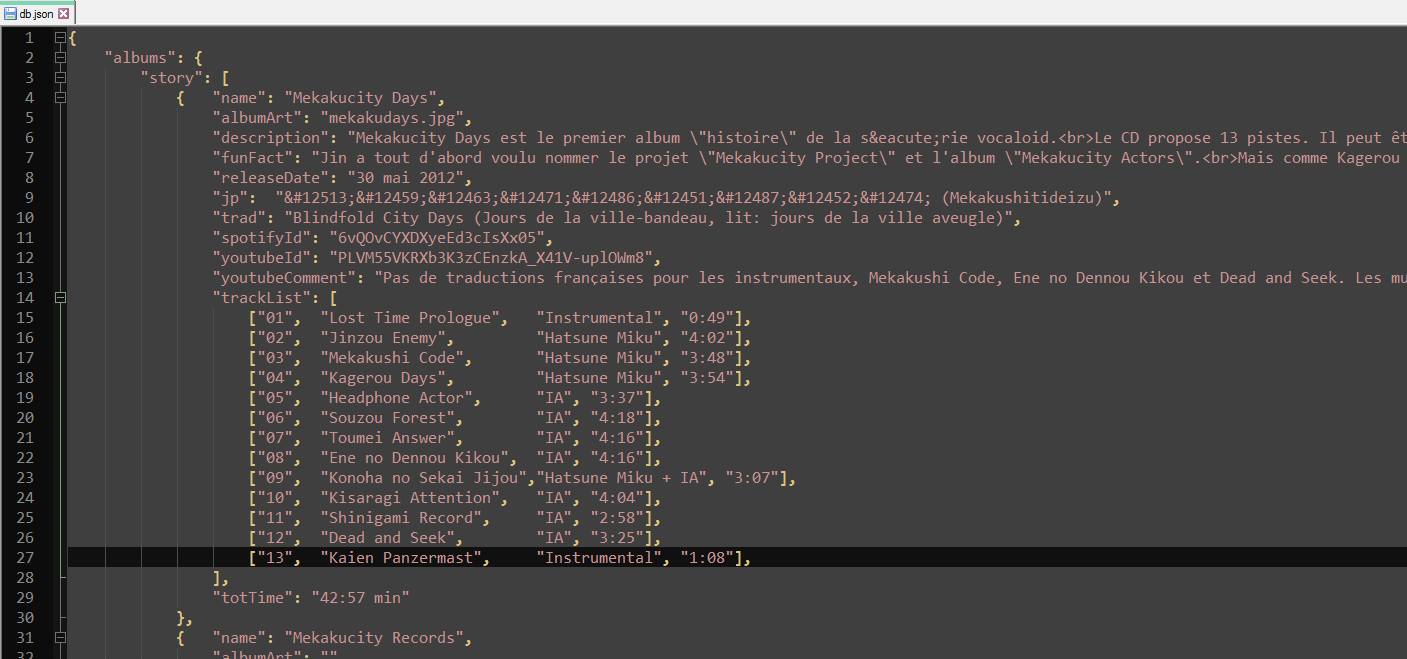 db.json
1 {
2 "albums": {
3 "story": [
4 { "name": "Mekakucity Days",
5 "albumArt": "mekakudays.jpg",
6 "description": "Mekakucity Days est le premier album \"histoire\" de la s&eacute;rie vocaloid.<br>Le CD propose 13 pistes. Il peut êt
7 "funFact": "Jin a tout d'abord voulu nommer le projet \"Mekakucity Project\" et l'album \"Mekakucity Actors\".<br>Mais comme Kagerou
8 "releaseDate": "30 mai 2012",
9 "jp": "&#12513;&#12459;&#12463;&#12471;&#12486;&#12451;&#12487;&#12452;&#12474; (Mekakushitideizu)",
10 "trad": "Blindfold City Days (Jours de la ville-bandeau, lit: jours de la ville aveugle)",
11 "spotifyId": "6vQOvCYXDXyeEd3cIsXx05",
12 "youtubeId": "PLVM55VKRXb3K3zCEnzkA_X41V-uplOWm8",
13 "youtubeComment": "Pas de traductions françaises pour les instrumentaux, Mekakushi Code, Ene no Dennou Kikou et Dead and Seek. Les mu
14 "trackList": [
15 ["01", "Lost Time Prologue", "Instrumental", "0:49"],
16 ["02", "Jinzou Enemy", "Hatsune Miku", "4:02"],
17 ["03", "Mekakushi Code", "Hatsune Miku", "3:48"],
18 ["04", "Kagerou Days", "Hatsune Miku", "3:54"],
19 ["05", "Headphone Actor", "IA", "3:37"],
20 ["06", "Souzou Forest", "IA", "4:18"],
21 ["07", "Toumei Answer", "IA", "4:16"],
22 ["08", "Ene no Dennou Kikou", "IA", "4:16"],
23 ["09", "Konoha no Sekai Jijou","Hatsune Miku + IA", "3:07"],
24 ["10", "Kisaragi Attention", "IA", "4:04"],
25 ["11", "Shinigami Record", "IA", "2:58"],
26 ["12", "Dead and Seek", "IA", "3:25"],
27 ["13", "Kaien Panzermast", "Instrumental", "1:08"],
28 ],
29 "totTime": "42:57 min"
30 },
31 { "name": "Mekakucity Records",
32 "albumArt": ""